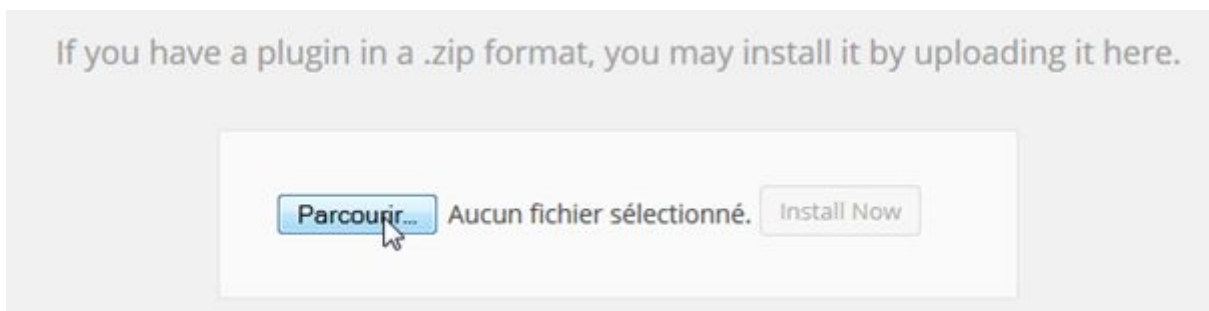 If you have a plugin in a .zip format, you may install it by uploading it here.
Parcourir... Aucun fichier sélectionné. Install Now